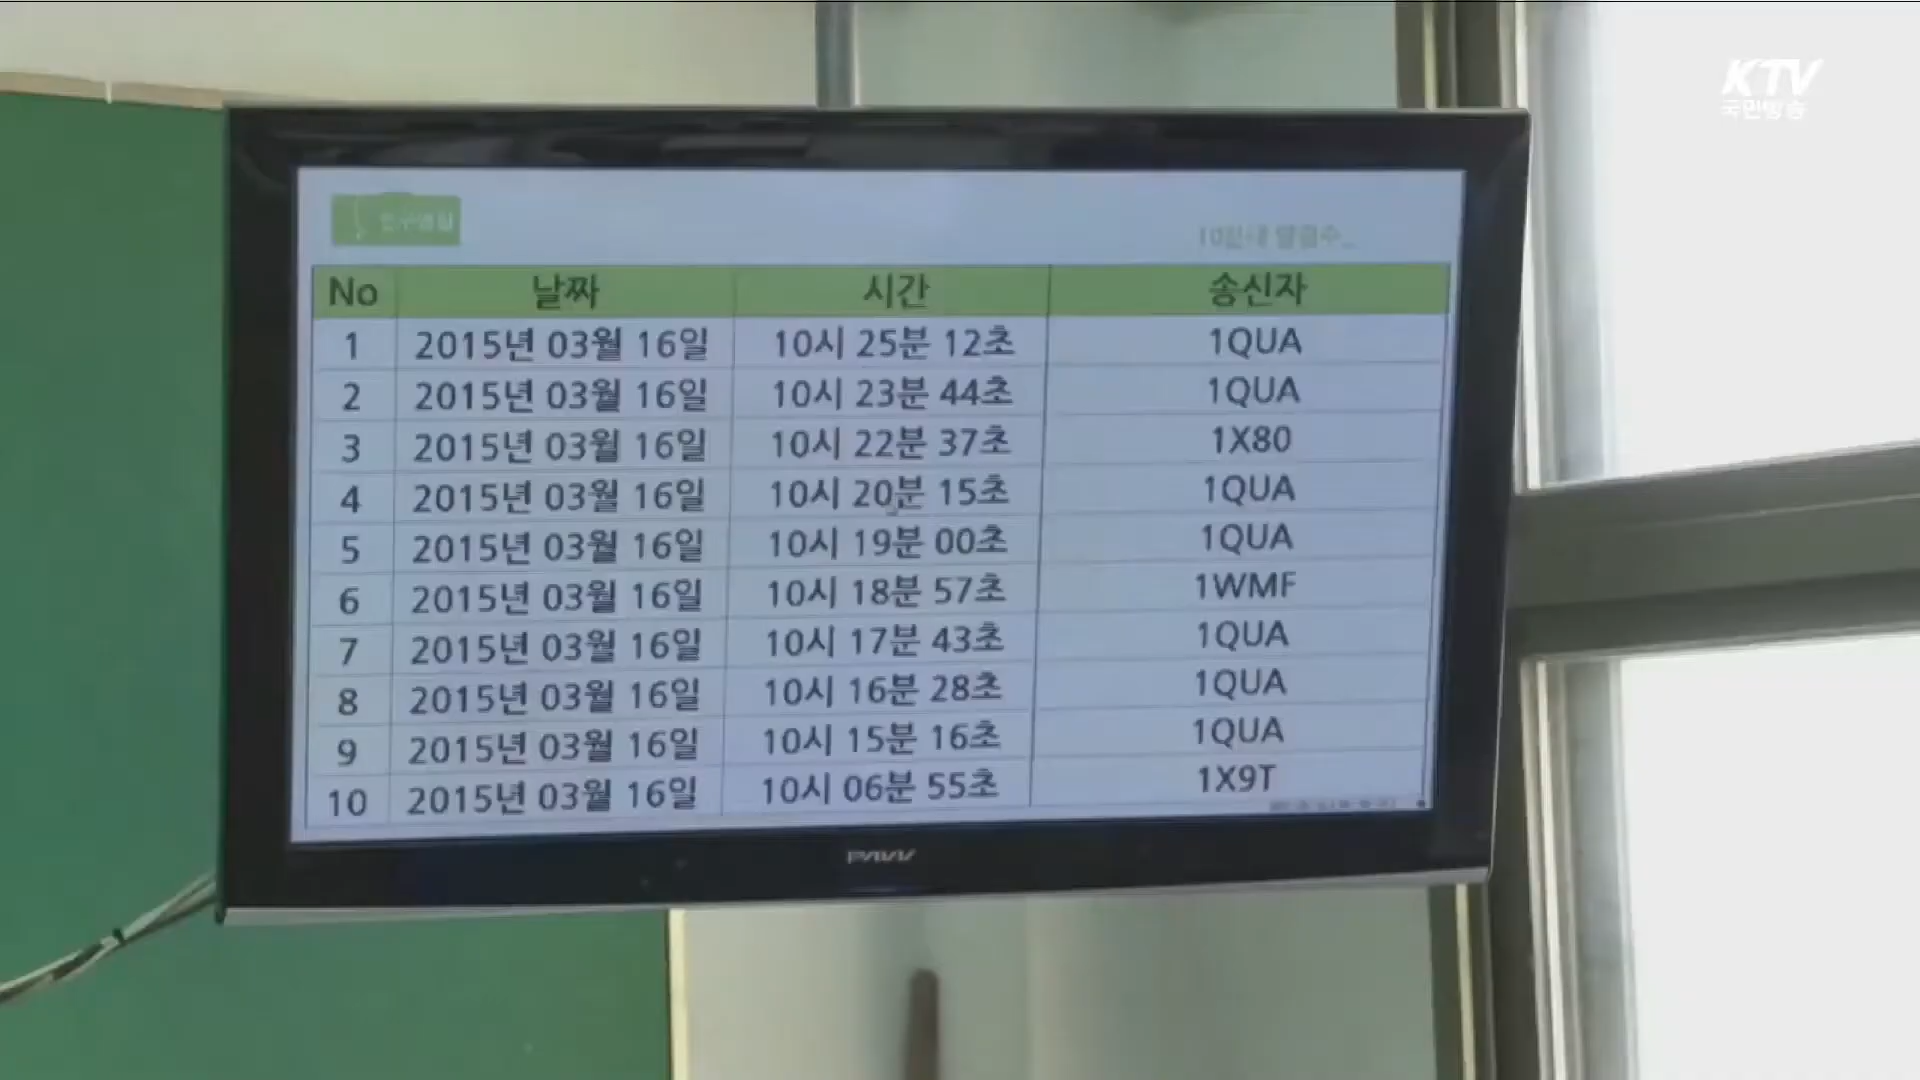 KTV
국민방송
No 날짜 시간 송신자
1 2015년 03월 16일 10시 25분 12초 1QUA
2 2015년 03월 16일 10시 23분 44초 1QUA
3 2015년 03월 16일 10시 22분 37초 1X80
4 2015년 03월 16일 10시 20분 15초 1QUA
5 2015년 03월 16일 10시 19분 00초 1QUA
6 2015년 03월 16일 10시 18분 57초 1WMF
7 2015년 03월 16일 10시 17분 43초 1QUA
8 2015년 03월 16일 10시 16분 28초 1QUA
9 2015년 03월 16일 10시 15분 16초 1QUA
10 2015년 03월 16일 10시 06분 55초 1X9T
PAVV